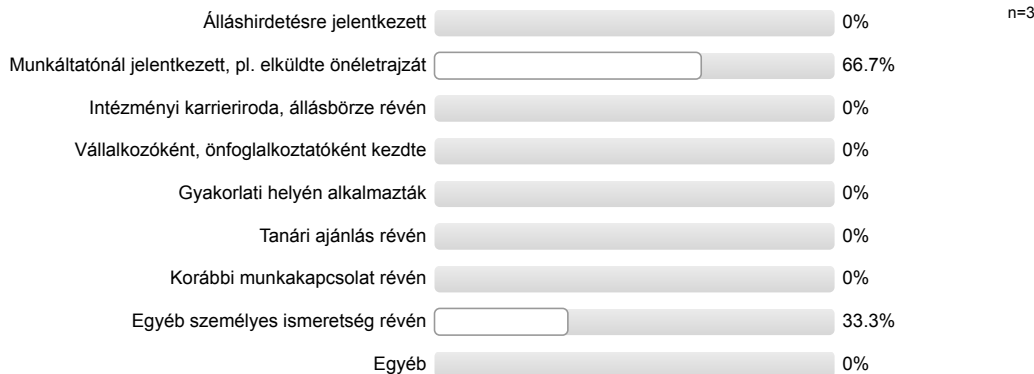 Álláshirdetésre jelentkezett 0% n=3
Munkáltatónál jelentkezett, pl. elküldte önéletrajzát 66.7%
Intézményi karrieriroda, állásbörze révén 0%
Vállalkozóként, önfoglalkoztatóként kezdte 0%
Gyakorlati helyén alkalmazták 0%
Tanári ajánlás révén 0%
Korábbi munkakapcsolat révén 0%
Egyéb személyes ismeretség révén 33.3%
Egyéb 0%